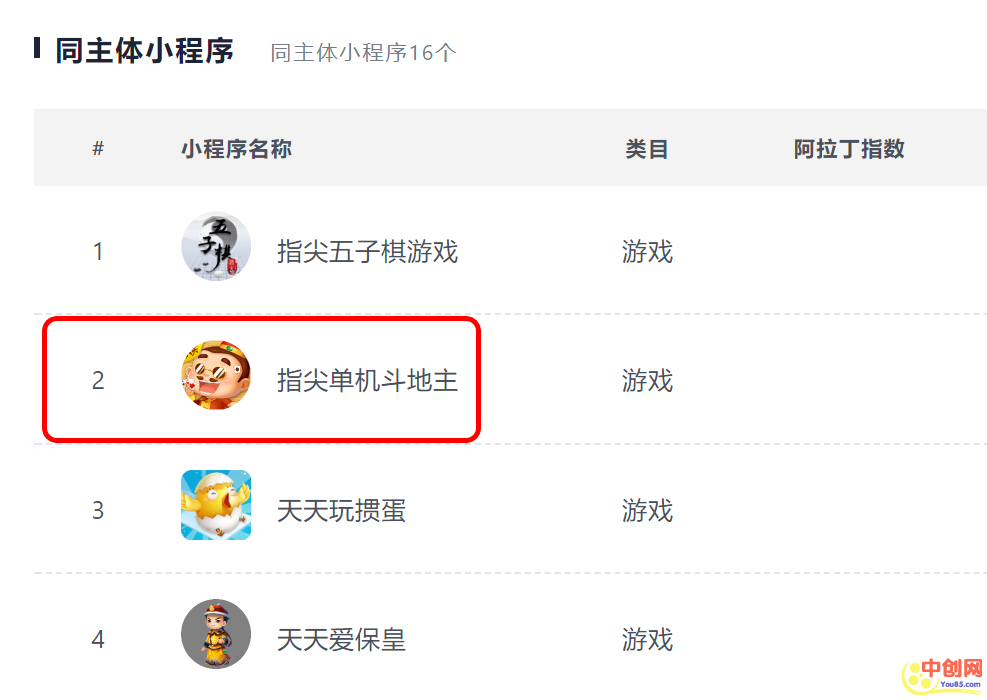 同主体小程序 同主体小程序16个
# 小程序名称 类目 阿拉丁指数
五子棋
1 指尖五子棋游戏 游戏
2 指尖单机斗地主 游戏
3 天天玩掼蛋 游戏
4 天天爱保皇 游戏
中创网
You85.com